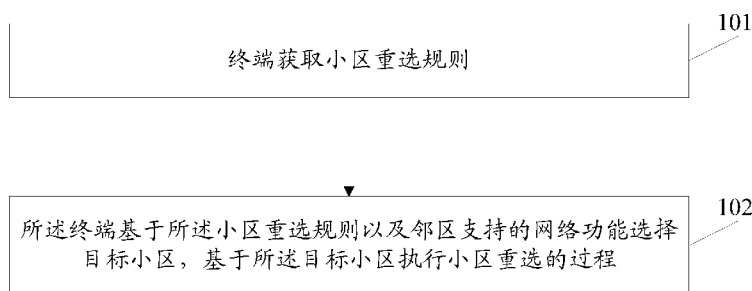 101
终端获取小区重选规则
102
所述终端基于所述小区重选规则以及邻区支持的网络功能选择
目标小区，基于所述目标小区执行小区重选的过程